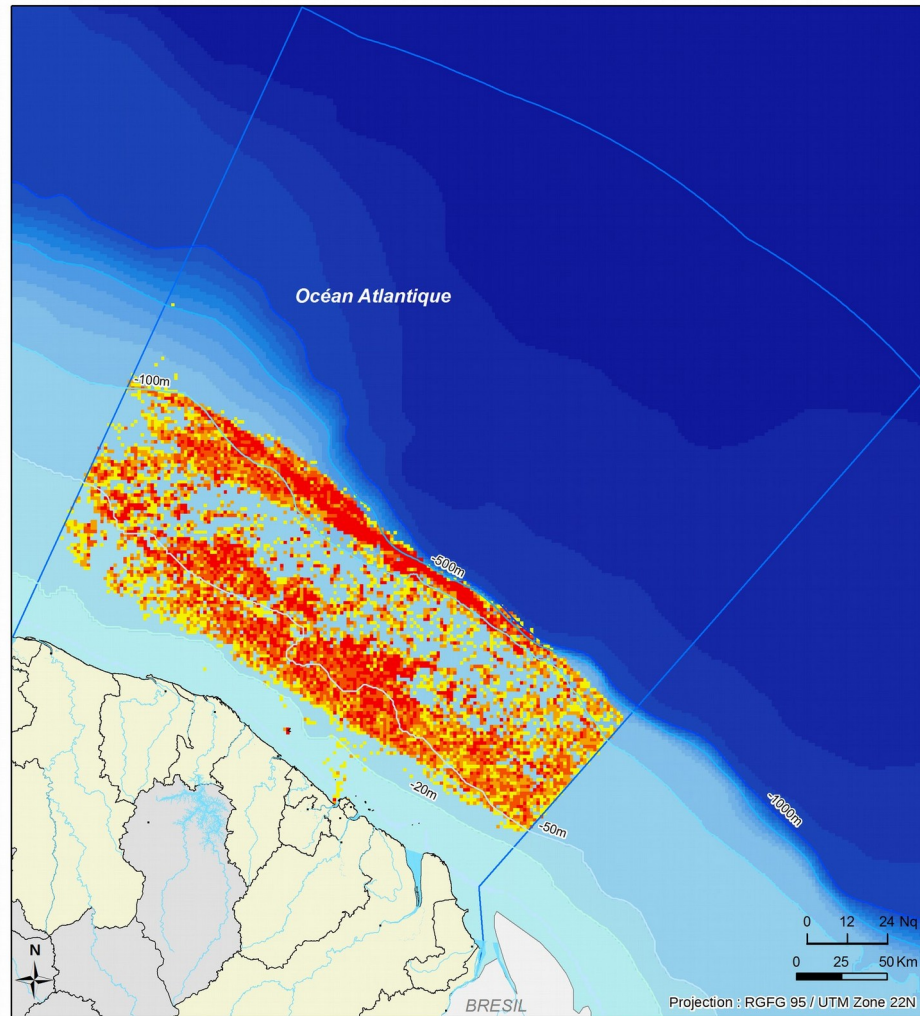 Océan Atlantique
-100m
-500m
-20m
-50m
-1000m
0 12 24 Nq
0 25 50 Km
N
BRESIL
Projection : RGFG 95 / UTM Zone 22N